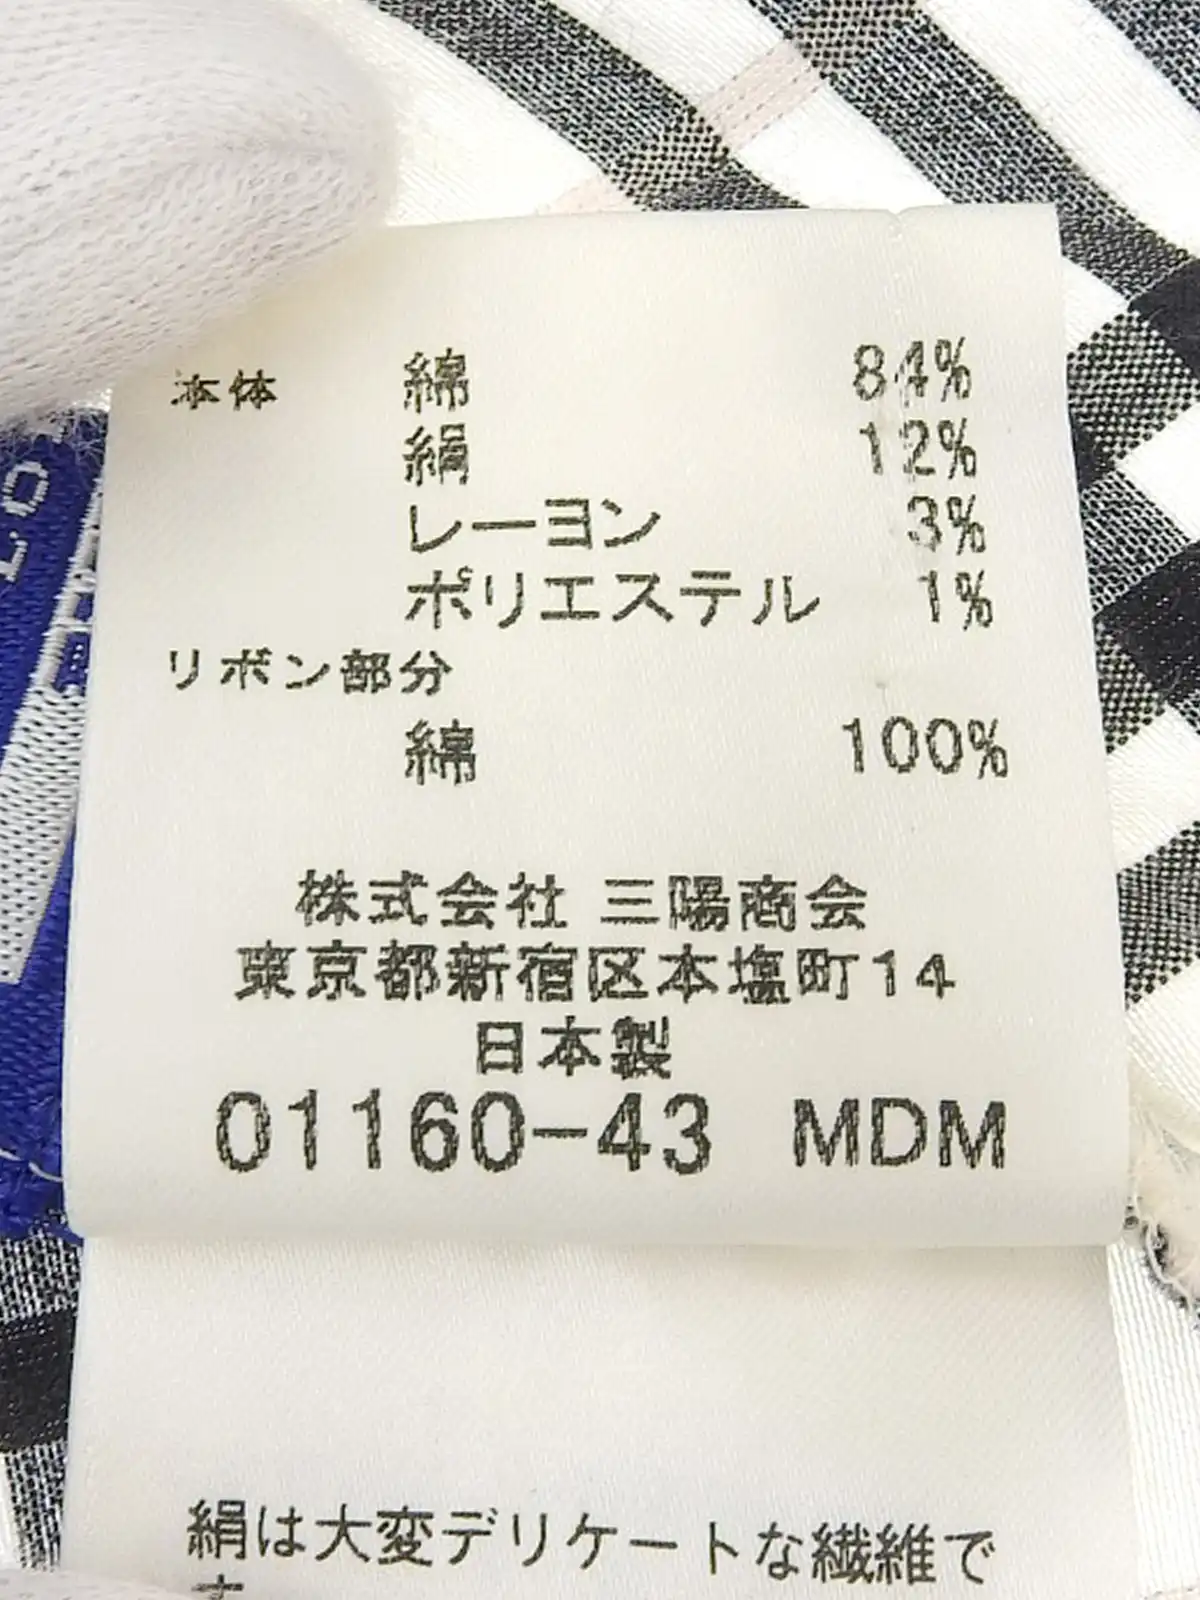 本体 綿 84%
絹 12%
レーヨン 3%
ポリエステル 1%
リボン部分
綿 100%
株式会社 三陽商会
東京都新宿区本塩町14
日本製
01160-43 MDM
絹は大変デリケートな繊維で